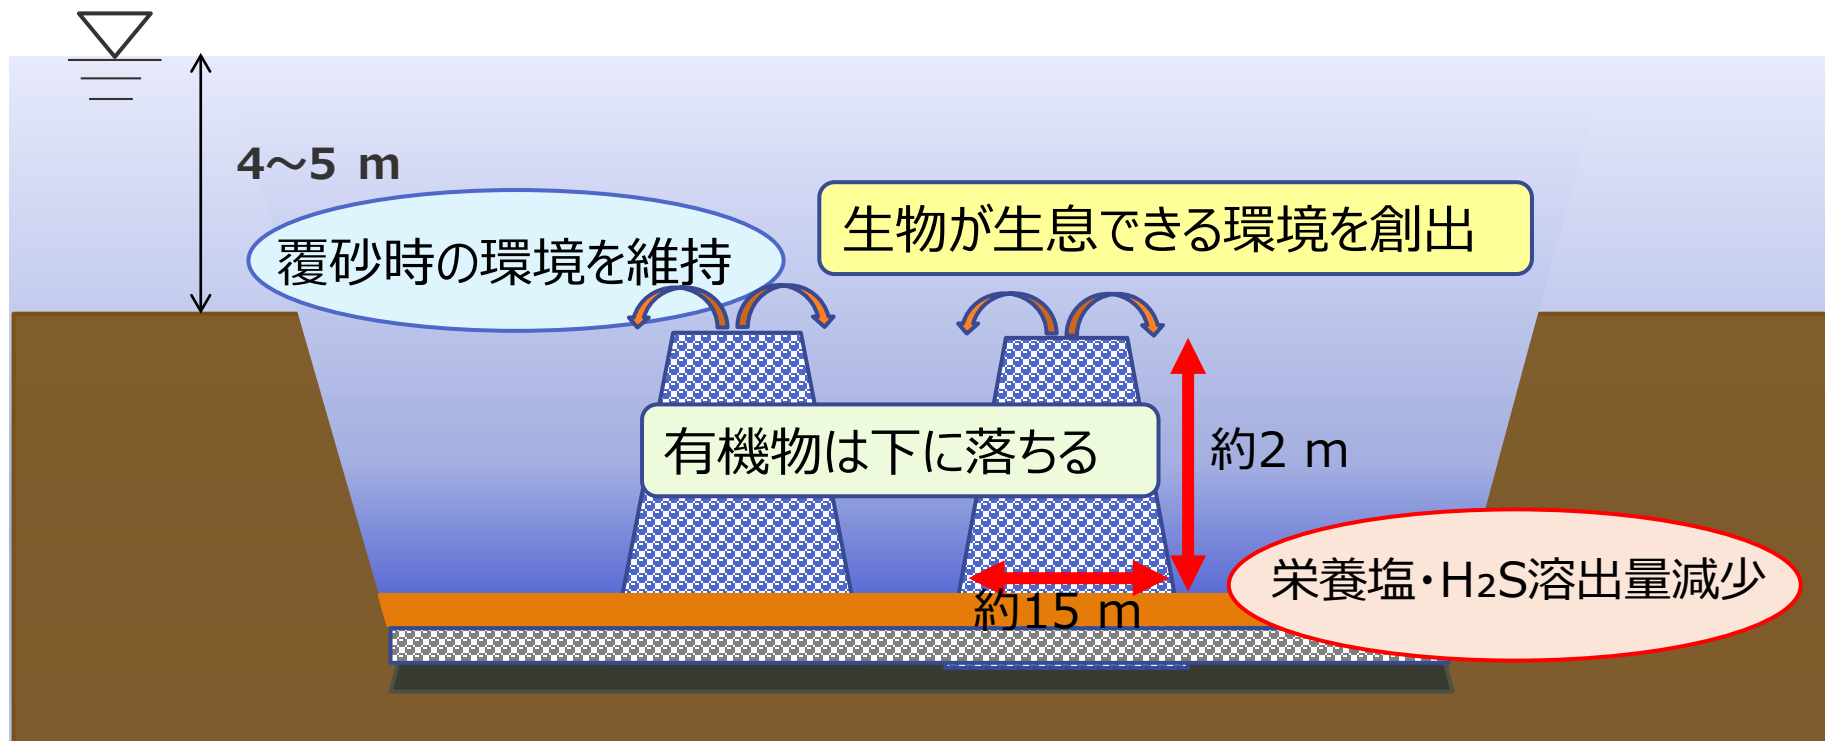 4～5 m
覆砂時の環境を維持
生物が生息できる環境を創出
有機物は下に落ちる
約2 m
栄養塩・H₂S溶出量減少
約15 m